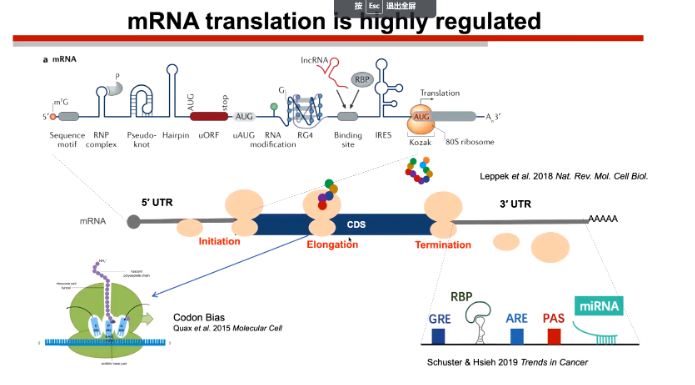 按 Esc 退出全屏
mRNA translation is highly regulated
a mRNA
lncRNA
RBP
P
m⁷G
G
AUG
stop
AUG
Translation
AUG
5′
Aₙ3′
Sequence motif
RNP complex
Pseudo-knot
Hairpin
uORF
uAUG
RNA modification
RG4
Binding site
IRES
Kozak
80S ribosome
Leppek et al. 2018 Nat. Rev. Mol. Cell Biol.
5′ UTR
3′ UTR
mRNA
CDS
AAAAA
Initiation
Elongation
Termination
Codon Bias
Quax et al. 2015 Molecular Cell
RBP
miRNA
GRE
ARE
PAS
Schuster & Hsieh 2019 Trends in Cancer